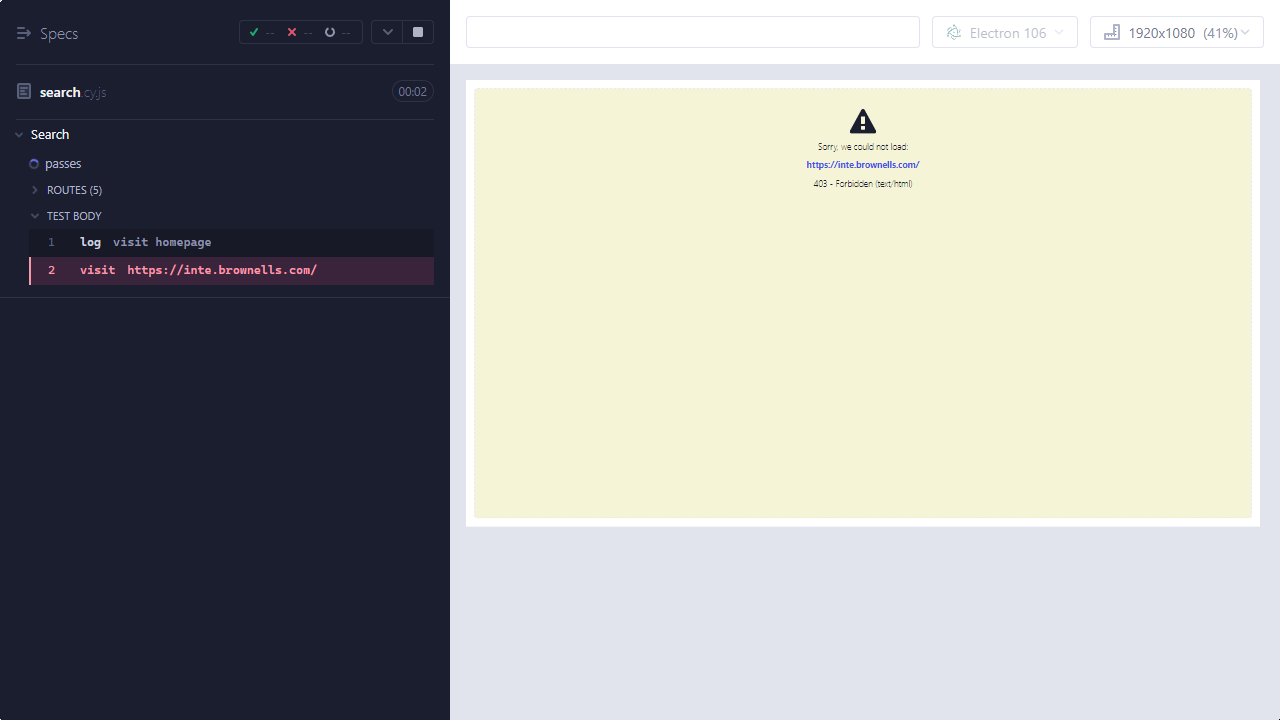 Specs
-- -- --
search.cy.js
00:02
Search
passes
ROUTES (5)
TEST BODY
1 log visit homepage
2 visit https://inte.brownells.com/
Electron 106
1920x1080 (41%)
Sorry, we could not load:
https://inte.brownells.com/
403 - Forbidden (text/html)